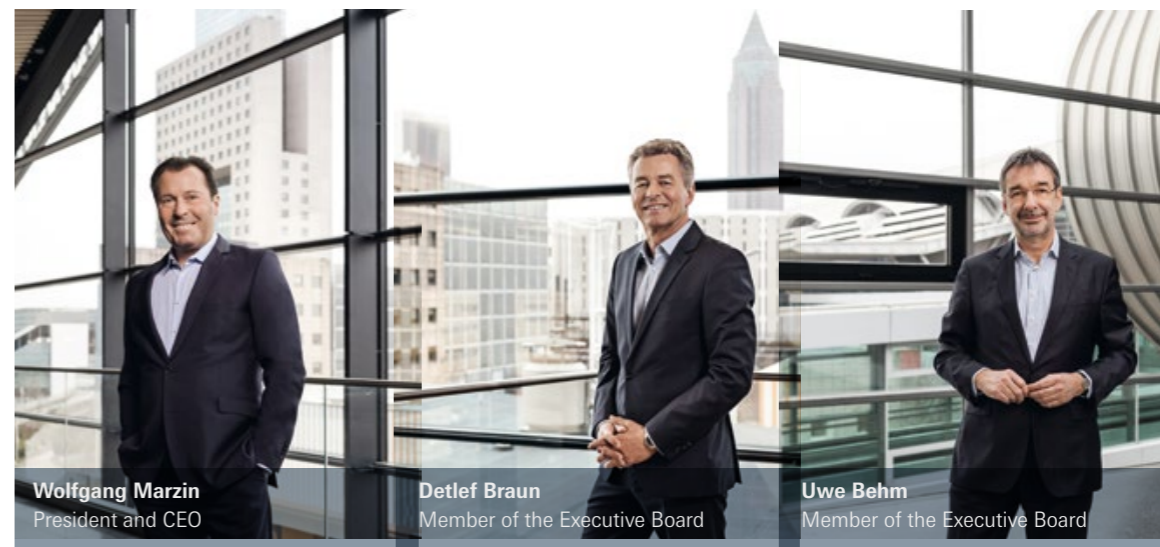 Wolfgang Marzin
President and CEO
Detlef Braun
Member of the Executive Board
Uwe Behm
Member of the Executive Board